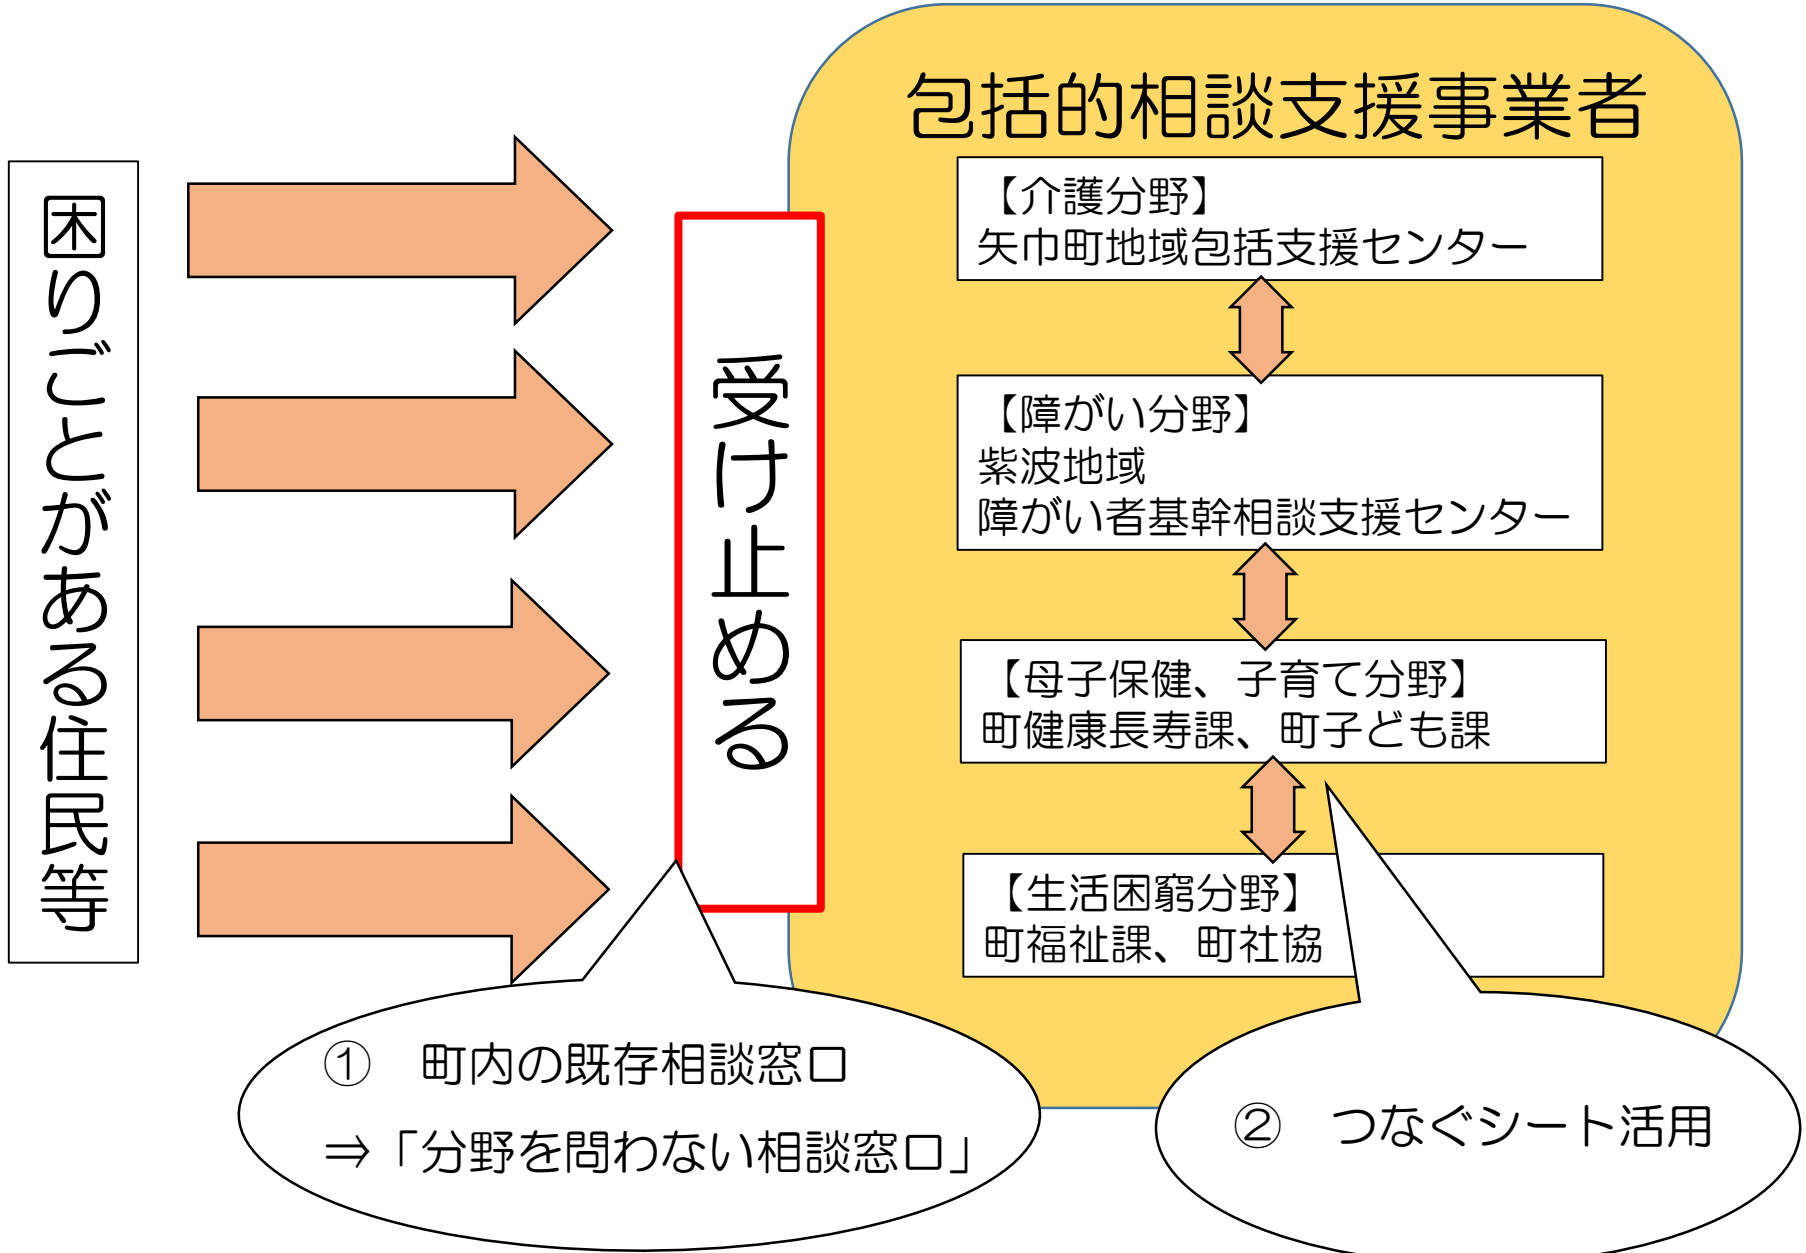 困りごとがある住民等
受け止める
包括的相談支援事業者
【介護分野】
矢巾町地域包括支援センター
【障がい分野】
紫波地域
障がい者基幹相談支援センター
【母子保健、子育て分野】
町健康長寿課、町子ども課
【生活困窮分野】
町福祉課、町社協
① 町内の既存相談窓口
⇒「分野を問わない相談窓口」
② つなぐシート活用